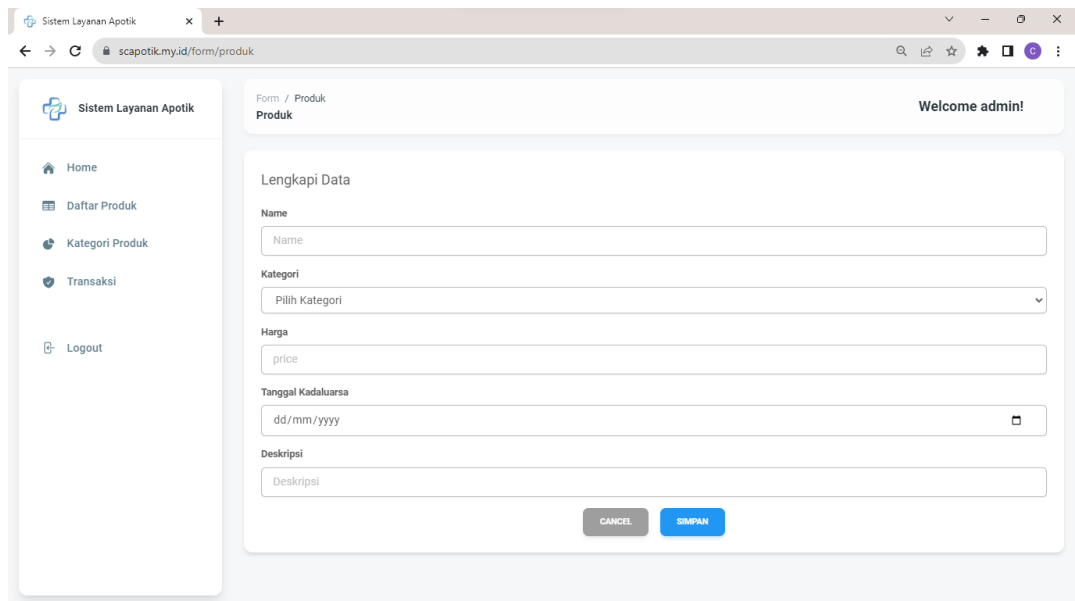 Sistem Layanan Apotik
scapotik.my.id/form/produk
C
Sistem Layanan Apotik
Home
Daftar Produk
Kategori Produk
Transaksi
Logout
Form / Produk
Produk
Welcome admin!
Lengkapi Data
Name
Name
Kategori
Pilih Kategori
Harga
price
Tanggal Kadaluarsa
dd/mm/yyyy
Deskripsi
Deskripsi
CANCEL SIMPAN